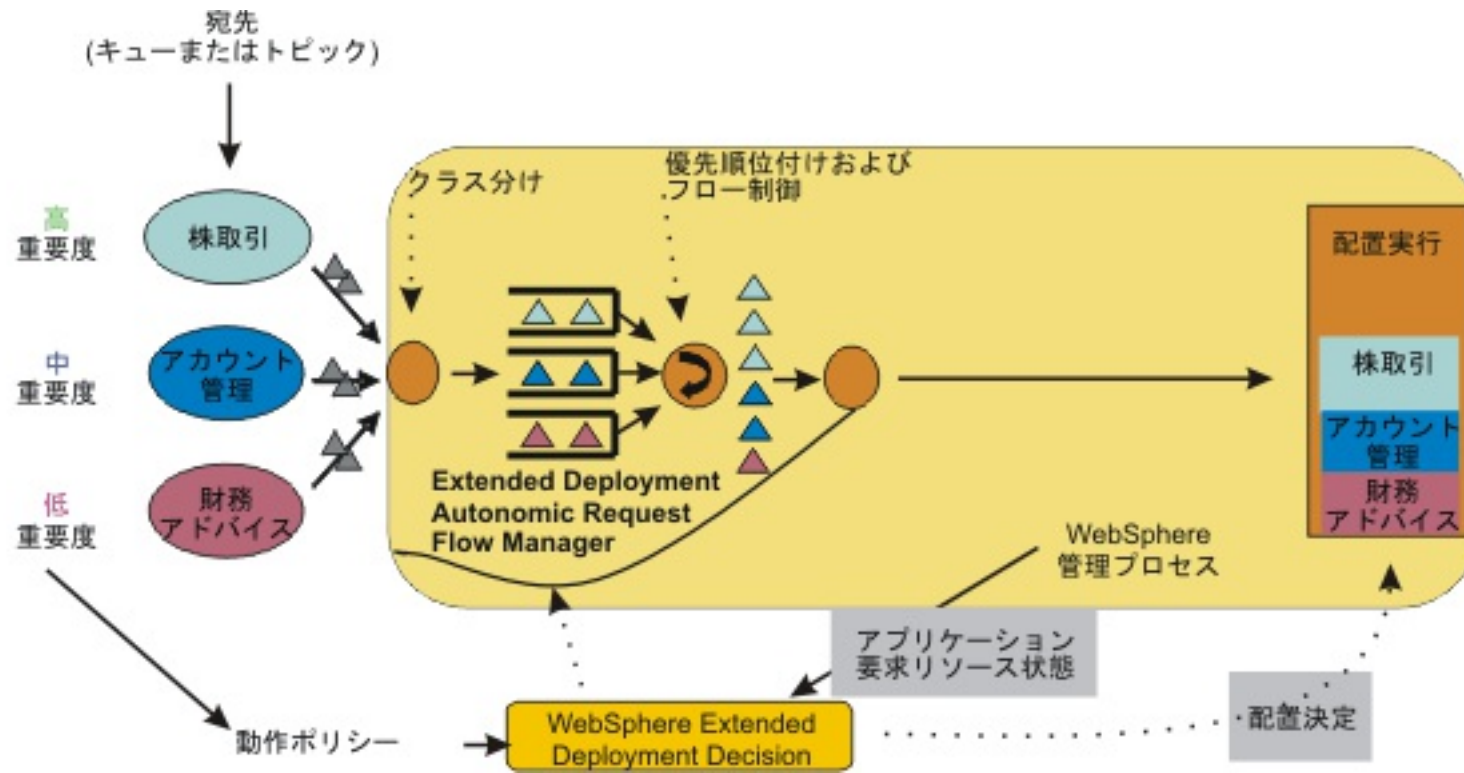 宛先
(キューまたはトピック)
クラス分け
優先順位付けおよび
フロー制御
高
重要度
株取引
配置実行
中
重要度
アカウント
管理
株取引
アカウント
管理
財務
アドバイス
低
重要度
財務
アドバイス
Extended Deployment
Autonomic Request
Flow Manager
WebSphere
管理プロセス
アプリケーション
要求リソース状態
動作ポリシー
WebSphere Extended
Deployment Decision
配置決定